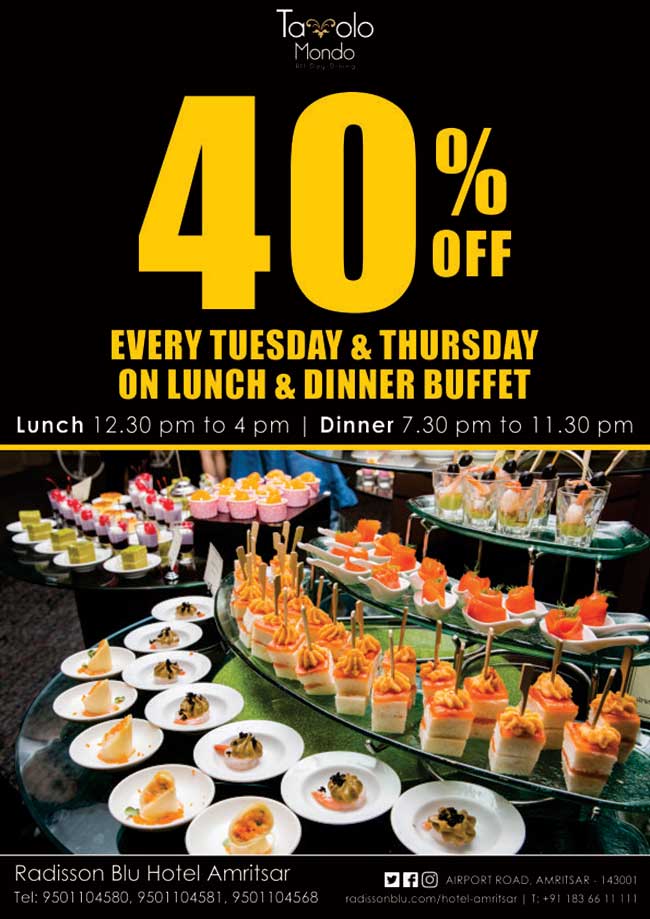 Tavolo
Mondo
All Day Dining
40%
OFF
EVERY TUESDAY & THURSDAY
ON LUNCH & DINNER BUFFET
Lunch 12.30 pm to 4 pm | Dinner 7.30 pm to 11.30 pm
Radisson Blu Hotel Amritsar
Tel: 9501104580, 9501104581, 9501104568
AIRPORT ROAD, AMRITSAR - 143001
radissonblu.com/hotel-amritsar | T: +91 183 66 11 111